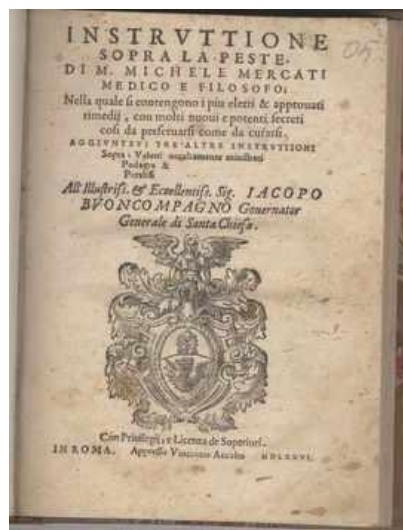 INSTRVTTIONE
SOPRA LA PESTE.
DI M. MICHELE MERCATI
MEDICO E FILOSOFO;
Nella quale si contengono i piu eletti & approuati
rimedij, con molti nuoui e potenti secreti
cosi da preseruarsi come da curarsi.
AGGIVNTEVI TRE ALTRE INSTRVTTIONI
Sopra i Veleni occultamente ministrati
Podagra &
Paralisi.
All' Illustriss. & Eccellentiss. Sig. IACOPO
BVONCOMPAGNO Gouernator
Generale di Santa Chiesa.
Con Priuilegij, e Licenza de Superiori.
IN ROMA. Appresso Vincentio Accolto MDLXXVI.